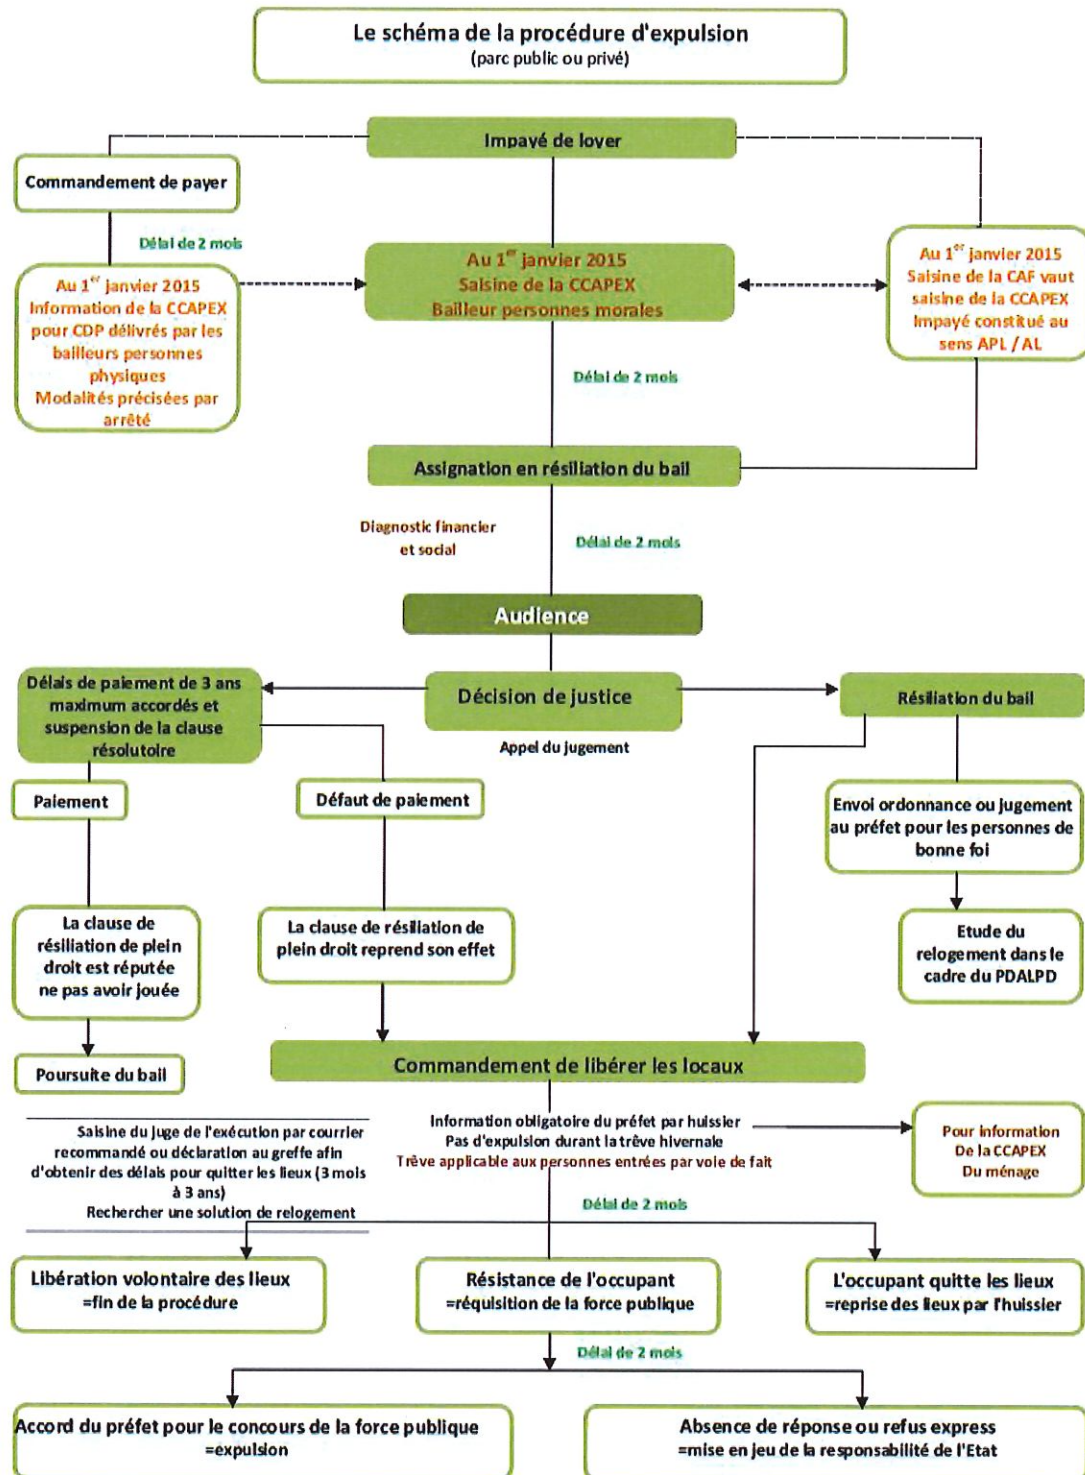 Le schéma de la procédure d'expulsion
(parc public ou privé)
Impayé de loyer
Commandement de payer
Délai de 2 mois
Au 1er janvier 2015
Information de la CCAPEX
pour CDP délivrés par les
bailleurs personnes
physiques
Modalités précisées par
arrêté
Au 1er janvier 2015
Saisine de la CCAPEX
Bailleur personnes morales
Au 1er janvier 2015
Saisine de la CAF vaut
saisine de la CCAPEX
Impayé constitué au
sens APL / AL
Délai de 2 mois
Assignation en résiliation du bail
Diagnostic financier
et social
Délai de 2 mois
Audience
Délais de paiement de 3 ans
maximum accordés et
suspension de la clause
résolutoire
Décision de justice
Résiliation du bail
Appel du jugement
Paiement
Défaut de paiement
Envoi ordonnance ou jugement
au préfet pour les personnes de
bonne foi
La clause de
résiliation de plein
droit est réputée
ne pas avoir jouée
La clause de résiliation de
plein droit reprend son effet
Etude du
relogement dans le
cadre du PDALPD
Poursuite du bail
Commandement de libérer les locaux
Saisine du juge de l'exécution par courrier
recommandé ou déclaration au greffe afin
d'obtenir des délais pour quitter les lieux (3 mois
à 3 ans)
Rechercher une solution de relogement
Information obligatoire du préfet par huissier
Pas d'expulsion durant la trêve hivernale
Trêve applicable aux personnes entrées par voie de fait
Pour information
De la CCAPEX
Du ménage
Délai de 2 mois
Libération volontaire des lieux
=fin de la procédure
Résistance de l'occupant
=réquisition de la force publique
L'occupant quitte les lieux
=reprise des lieux par l'huissier
Délai de 2 mois
Accord du préfet pour le concours de la force publique
=expulsion
Absence de réponse ou refus express
=mise en jeu de la responsabilité de l'Etat